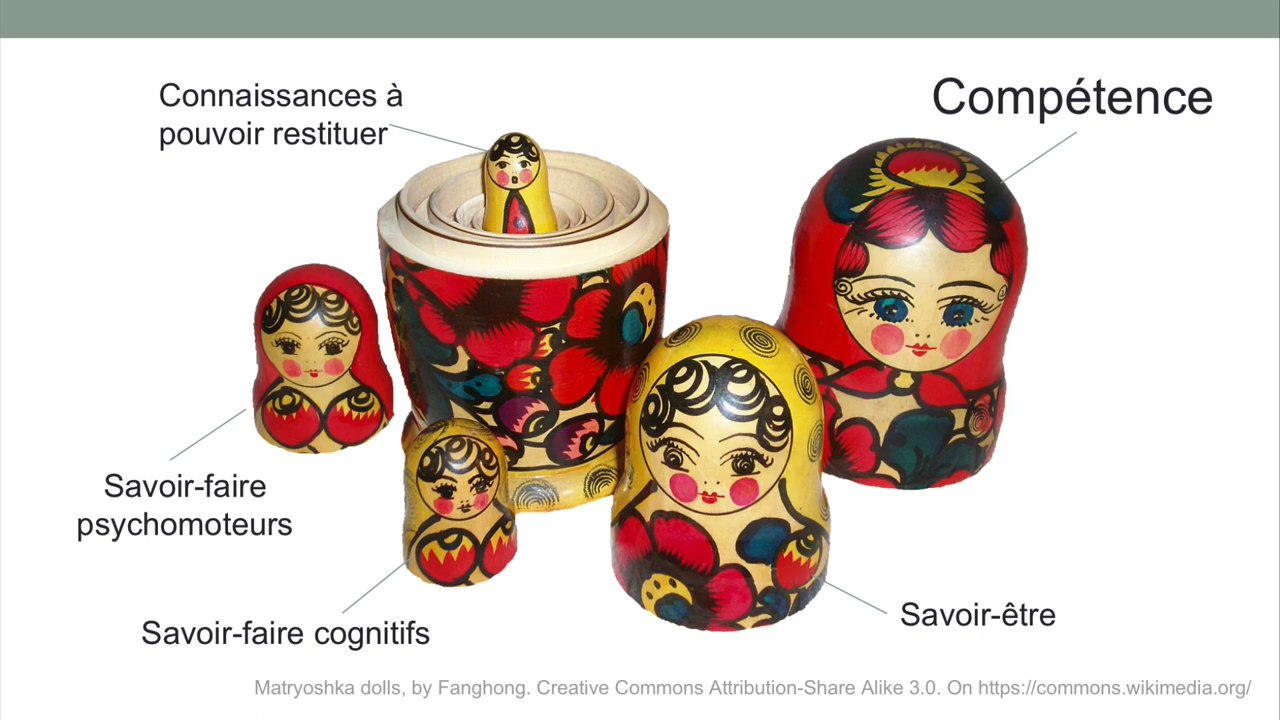 Connaissances à
pouvoir restituer
Compétence
Savoir-faire
psychomoteurs
Savoir-faire cognitifs
Savoir-être
Matryoshka dolls, by Fanghong. Creative Commons Attribution-Share Alike 3.0. On https://commons.wikimedia.org/